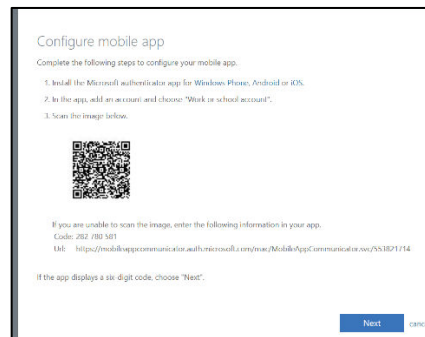 Configure mobile app
Complete the following steps to configure your mobile app.
1. Install the Microsoft authenticator app for Windows Phone, Android or iOS.
2. In the app, add an account and choose "Work or school account".
3. Scan the image below.
If you are unable to scan the image, enter the following information in your app.
Code: 282 780 581
Url: https://mobileappcommunicator.auth.microsoft.com/mac/MobileAppCommunicator.svc/553821714
If the app displays a six-digit code, choose "Next".
Next canc